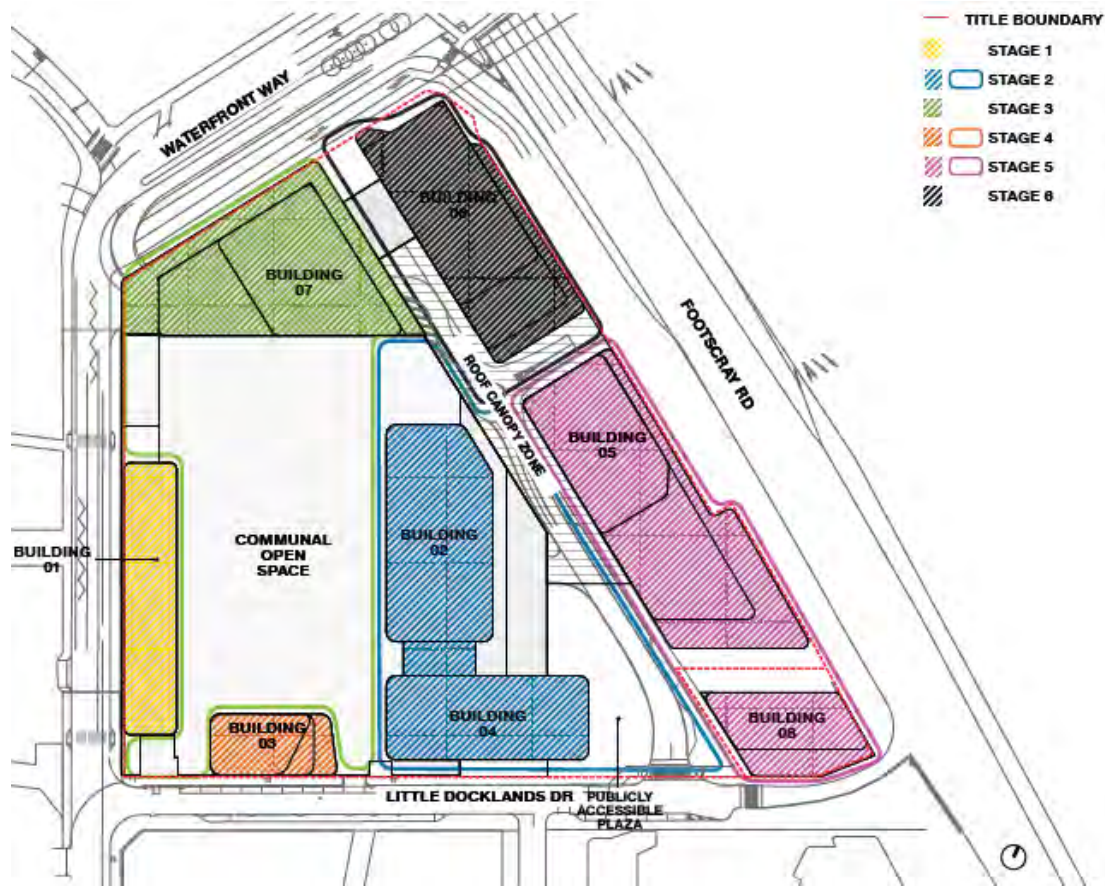 TITLE BOUNDARY
STAGE 1
STAGE 2
STAGE 3
STAGE 4
STAGE 5
STAGE 6
WATERFRONT WAY
BUILDING
BUILDING
07
FOOTSCRAY RD
ROOF CANOPY ZONE
BUILDING
05
BUILDING
02
COMMUNAL
OPEN
SPACE
BUILDING
01
BUILDING
03
BUILDING
04
BUILDING
06
LITTLE DOCKLANDS DR
PUBLICLY
ACCESSIBLE
PLAZA